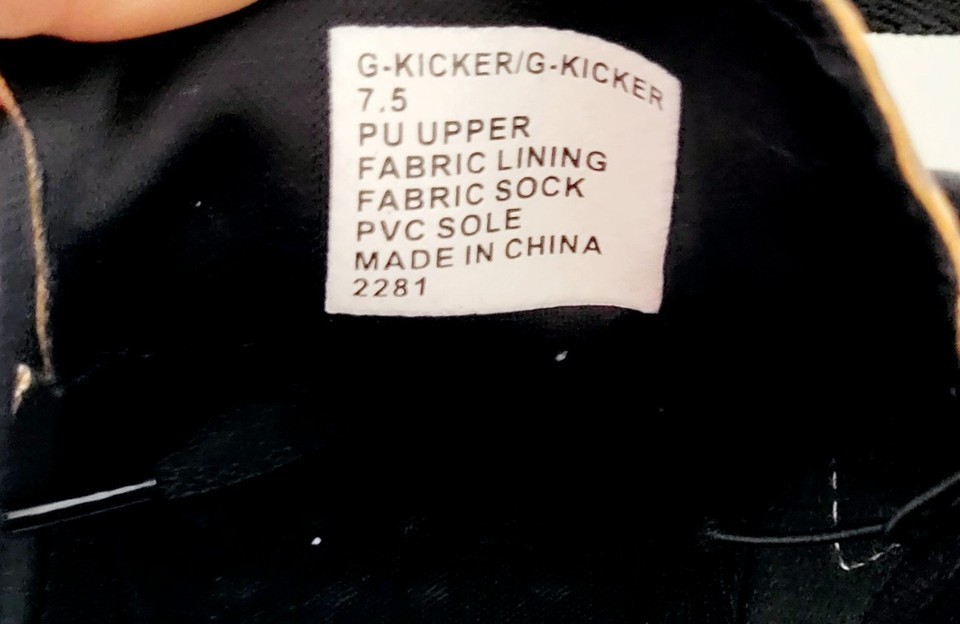 G-KICKER/G-KICKER
7.5
PU UPPER
FABRIC LINING
FABRIC SOCK
PVC SOLE
MADE IN CHINA
2281